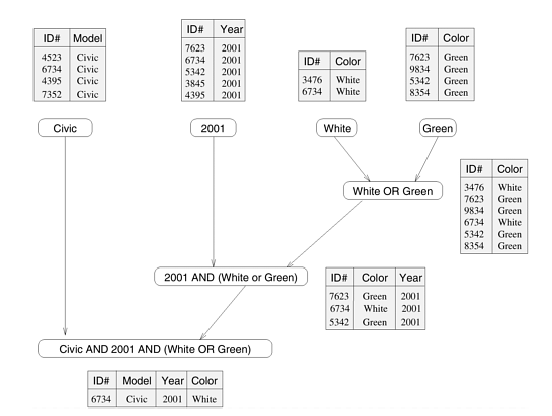 ID# Model
4523 Civic
6734 Civic
4395 Civic
7352 Civic
ID# Year
7623 2001
6734 2001
5342 2001
3845 2001
4395 2001
ID# Color
3476 White
6734 White
ID# Color
7623 Green
9834 Green
5342 Green
8354 Green
Civic
2001
White
Green
White OR Green
ID# Color
3476 White
7623 Green
9834 Green
6734 White
5342 Green
8354 Green
2001 AND (White or Green)
ID# Color Year
7623 Green 2001
6734 White 2001
5342 Green 2001
Civic AND 2001 AND (White OR Green)
ID# Model Year Color
6734 Civic 2001 White